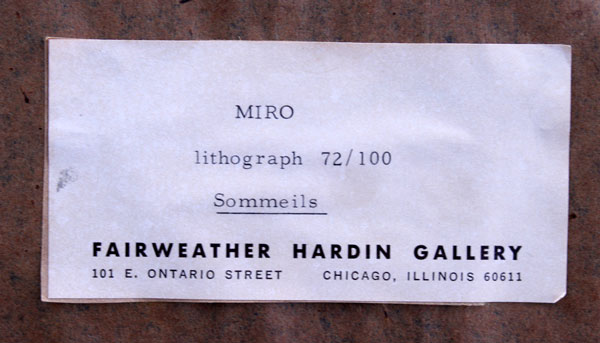 MIRO
lithograph 72/100
Sommeils
FAIRWEATHER HARDIN GALLERY
101 E. ONTARIO STREET CHICAGO, ILLINOIS 60611